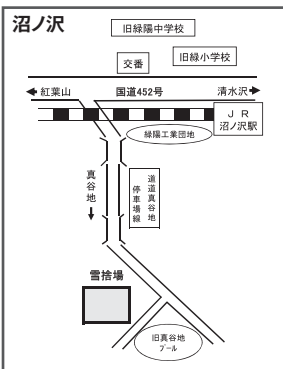 沼ノ沢
旧緑陽中学校
交番
旧緑小学校
紅葉山
国道452号
清水沢
ＪＲ
沼ノ沢駅
緑陽工業団地
真谷地
道道真谷地
停車場線
雪捨場
旧真谷地
プール